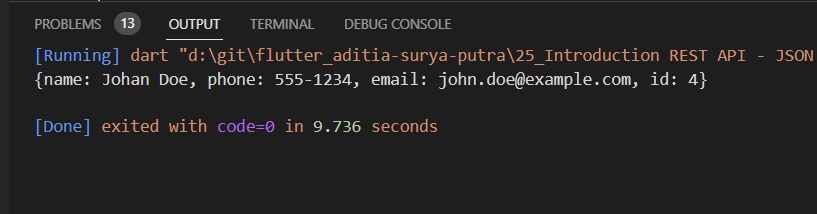 PROBLEMS 13 OUTPUT TERMINAL DEBUG CONSOLE
[Running] dart "d:\git\flutter_aditia-surya-putra\25_Introduction REST API - JSON
{name: Johan Doe, phone: 555-1234, email: john.doe@example.com, id: 4}
[Done] exited with code=0 in 9.736 seconds